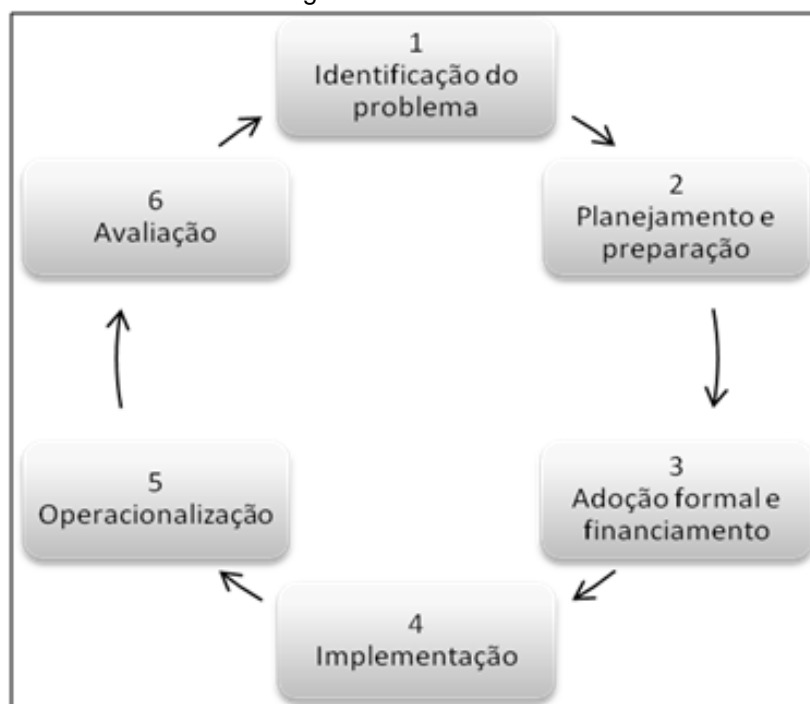 1
Identificação do
problema
2
Planejamento e
preparação
3
Adoção formal e
financiamento
4
Implementação
5
Operacionalização
6
Avaliação